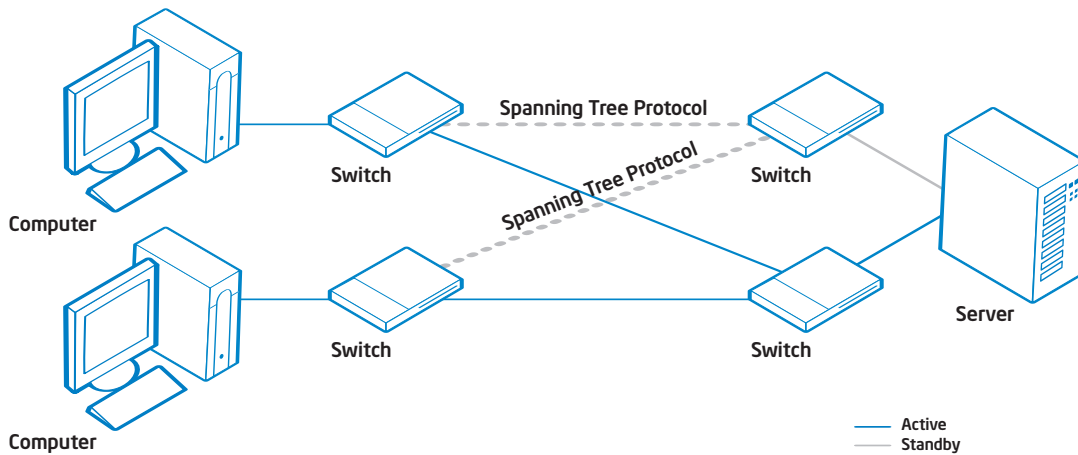 Spanning Tree Protocol
Switch
Switch
Spanning Tree Protocol
Computer
Server
Switch
Switch
Computer
Active
Standby